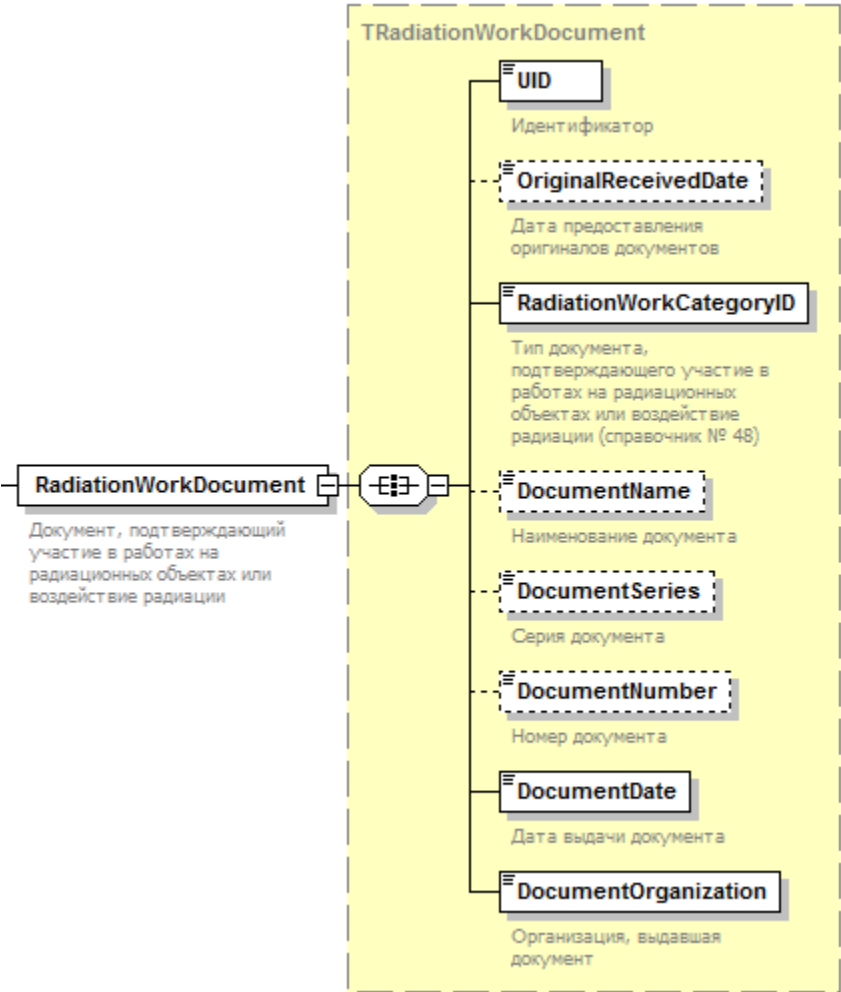 TRadiationWorkDocument
UID
Идентификатор
OriginalReceivedDate
Дата предоставления
оригиналов документов
RadiationWorkCategoryID
Тип документа,
подтверждающего участие в
работах на радиационных
объектах или воздействие
радиации (справочник № 48)
RadiationWorkDocument
Документ, подтверждающий
участие в работах на
радиационных объектах или
воздействие радиации
DocumentName
Наименование документа
DocumentSeries
Серия документа
DocumentNumber
Номер документа
DocumentDate
Дата выдачи документа
DocumentOrganization
Организация, выдавшая
документ